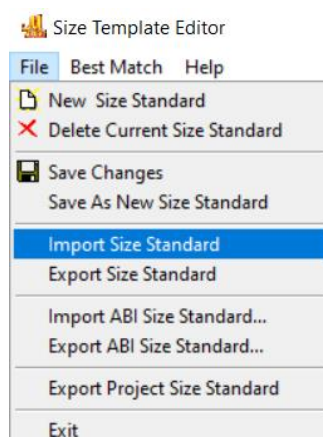 Size Template Editor
File Best Match Help
New Size Standard
Delete Current Size Standard
Save Changes
Save As New Size Standard
Import Size Standard
Export Size Standard
Import ABI Size Standard...
Export ABI Size Standard...
Export Project Size Standard
Exit